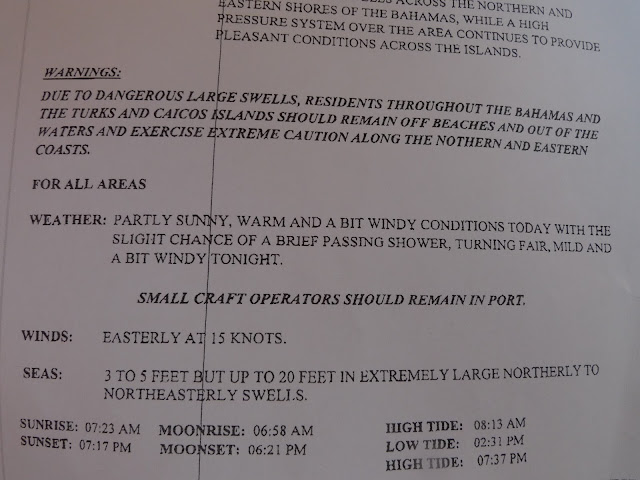 ACROSS THE NORTHERN AND
EASTERN SHORES OF THE BAHAMAS, WHILE A HIGH
PRESSURE SYSTEM OVER THE AREA CONTINUES TO PROVIDE
PLEASANT CONDITIONS ACROSS THE ISLANDS.
WARNINGS:
DUE TO DANGEROUS LARGE SWELLS, RESIDENTS THROUGHOUT THE BAHAMAS AND
THE TURKS AND CAICOS ISLANDS SHOULD REMAIN OFF BEACHES AND OUT OF THE
WATERS AND EXERCISE EXTREME CAUTION ALONG THE NOTHERN AND EASTERN
COASTS.
FOR ALL AREAS
WEATHER: PARTLY SUNNY, WARM AND A BIT WINDY CONDITIONS TODAY WITH THE
SLIGHT CHANCE OF A BRIEF PASSING SHOWER, TURNING FAIR, MILD AND
A BIT WINDY TONIGHT.
SMALL CRAFT OPERATORS SHOULD REMAIN IN PORT.
WINDS: EASTERLY AT 15 KNOTS.
SEAS: 3 TO 5 FEET BUT UP TO 20 FEET IN EXTREMELY LARGE NORTHERLY TO
NORTHEASTERLY SWELLS.
SUNRISE: 07:23 AM MOONRISE: 06:58 AM HIGH TIDE: 08:13 AM
SUNSET: 07:17 PM MOONSET: 06:21 PM LOW TIDE: 02:31 PM
HIGH TIDE: 07:37 PM